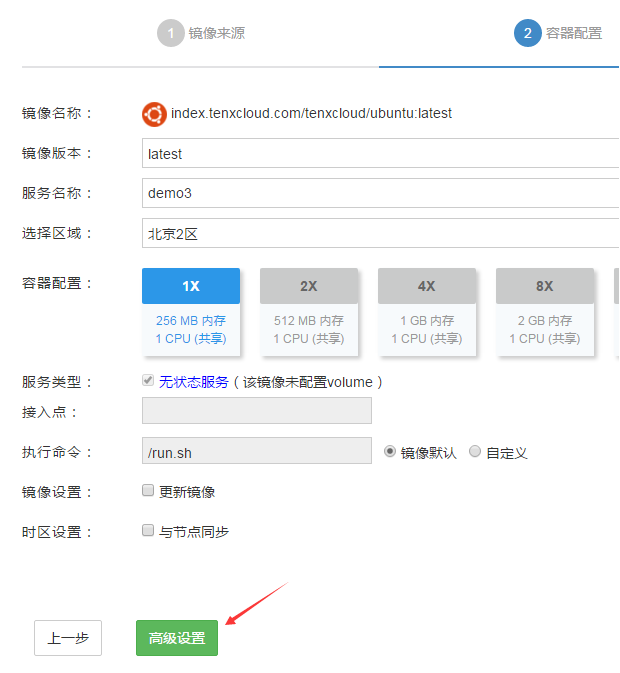 1 镜像来源 2 容器配置
镜像名称： index.tenxcloud.com/tenxcloud/ubuntu:latest
镜像版本： latest
服务名称： demo3
选择区域： 北京2区
容器配置： 1X 2X 4X 8X
256 MB 内存 512 MB 内存 1 GB 内存 2 GB 内存
1 CPU (共享) 1 CPU (共享) 1 CPU (共享) 1 CPU (共享)
服务类型： 无状态服务（该镜像未配置volume）
接入点：
执行命令： /run.sh 镜像默认 自定义
镜像设置： 更新镜像
时区设置： 与节点同步
上一步 高级设置